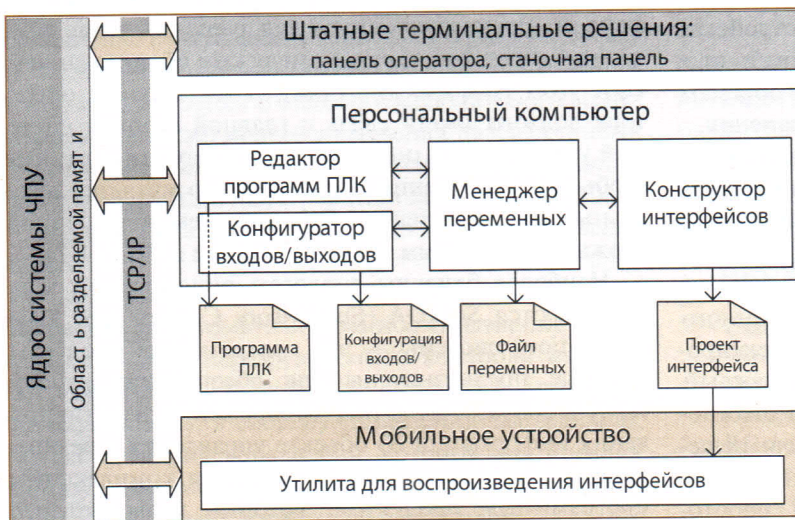 Ядро системы ЧПУ
Област ь разделяемой памят и
TCP/IP
Штатные терминальные решения:
панель оператора, станочная панель
Персональный компьютер
Редактор
программ ПЛК
Конфигуратор
входов/выходов
Менеджер
переменных
Конструктор
интерфейсов
Программа
ПЛК
Конфигурация
входов/
выходов
Файл
переменных
Проект
интерфейса
Мобильное устройство
Утилита для воспроизведения интерфейсов